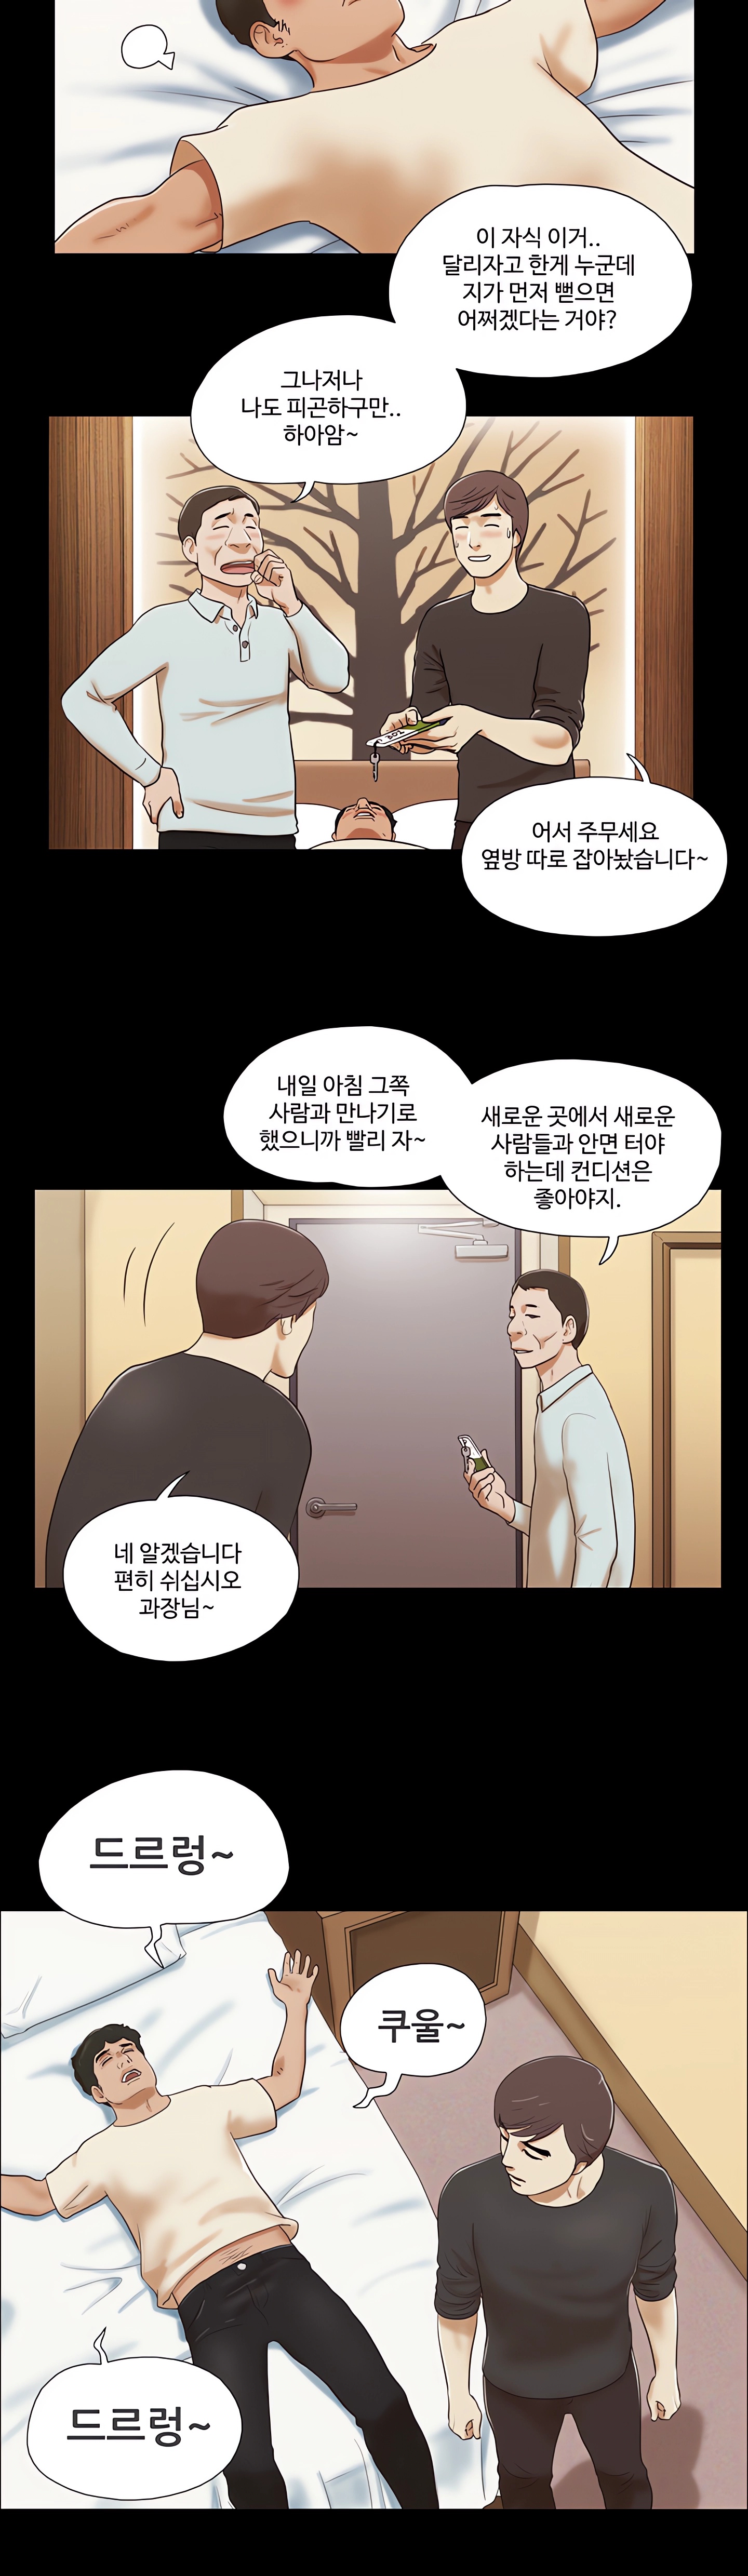 이 자식 이거..
달리자고 한게 누군데
지가 먼저 뻗으면
어쩌겠다는 거야?
그나저나
나도 피곤하구만..
하아암~
어서 주무세요
옆방 따로 잡아놨습니다~
내일 아침 그쪽
사람과 만나기로
했으니까 빨리 자~
새로운 곳에서 새로운
사람들과 안면 터야
하는데 컨디션은
좋아야지.
네 알겠습니다
편히 쉬십시오
과장님~
드르렁~
쿠울~
드르렁~